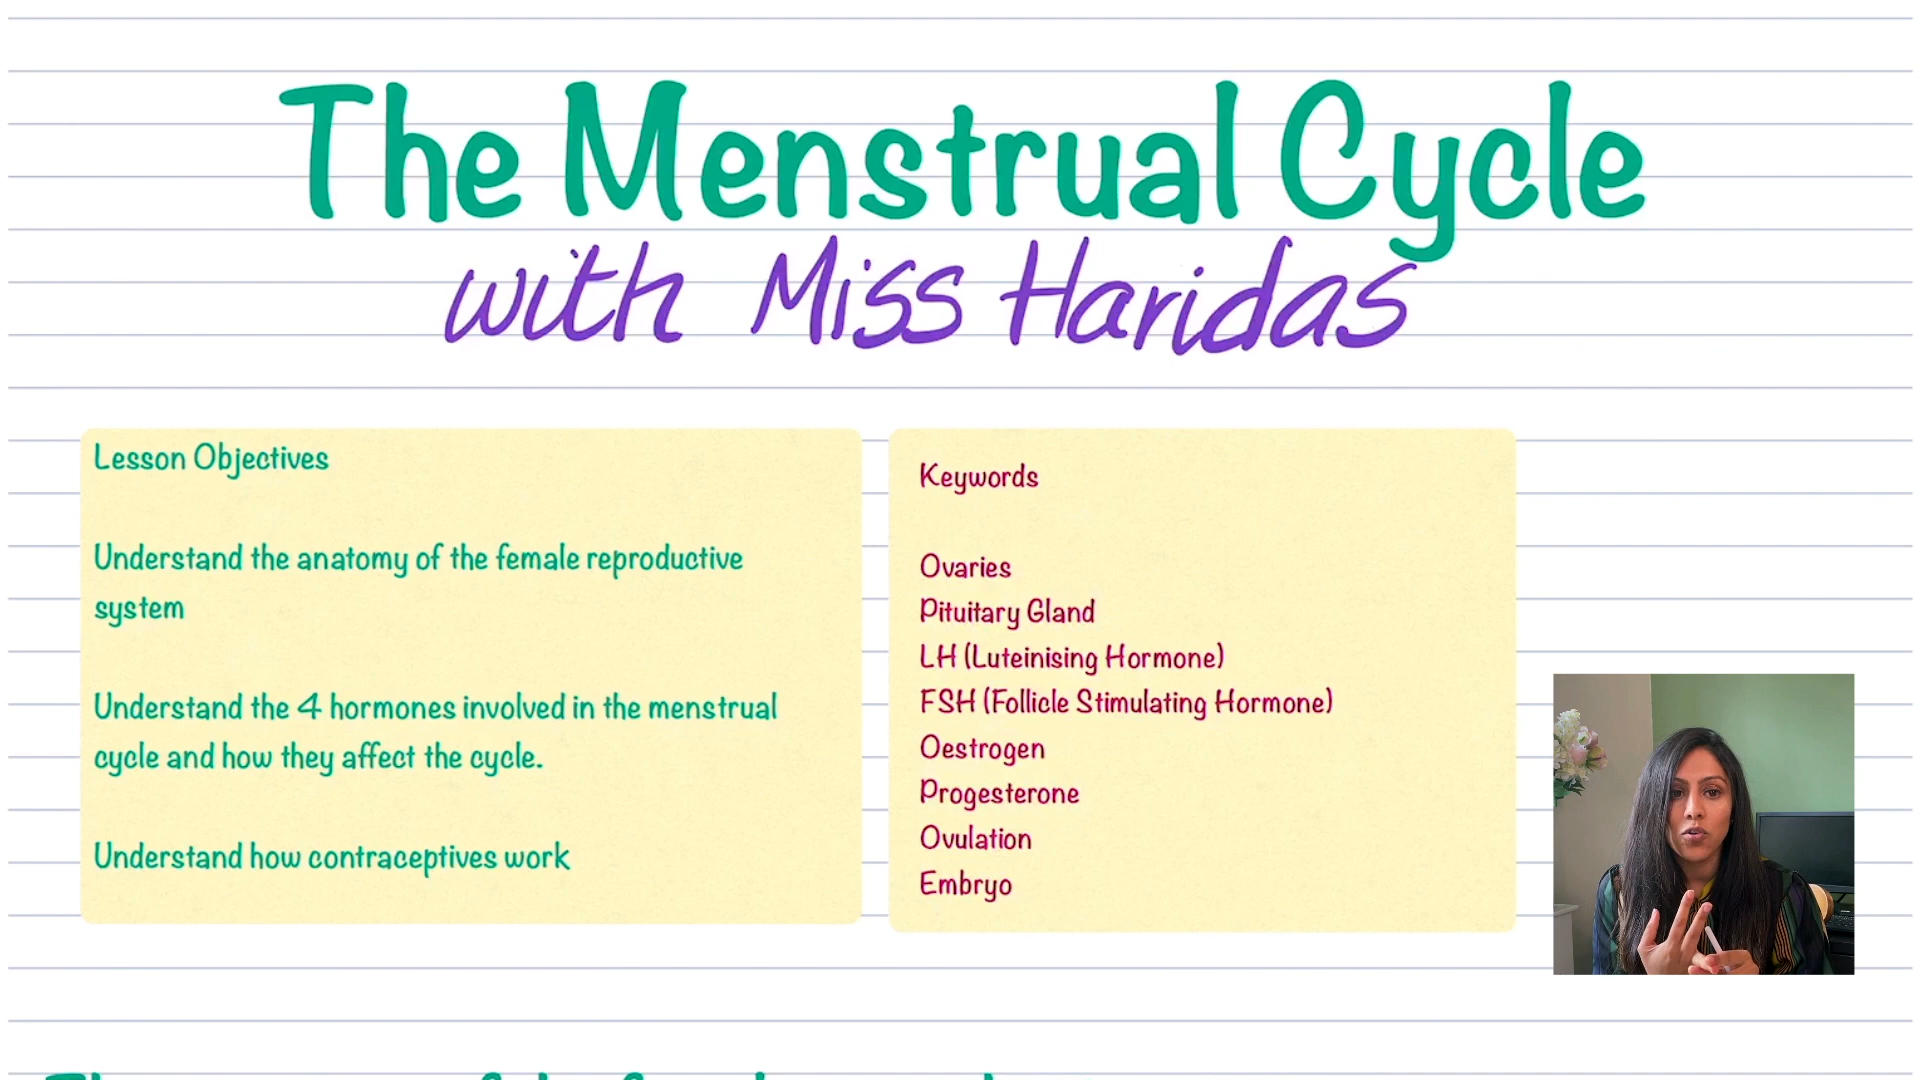 The Menstrual Cycle
with Miss Haridas
Lesson Objectives
Understand the anatomy of the female reproductive
system
Understand the 4 hormones involved in the menstrual
cycle and how they affect the cycle.
Understand how contraceptives work
Keywords
Ovaries
Pituitary Gland
LH (Luteinising Hormone)
FSH (Follicle Stimulating Hormone)
Oestrogen
Progesterone
Ovulation
Embryo